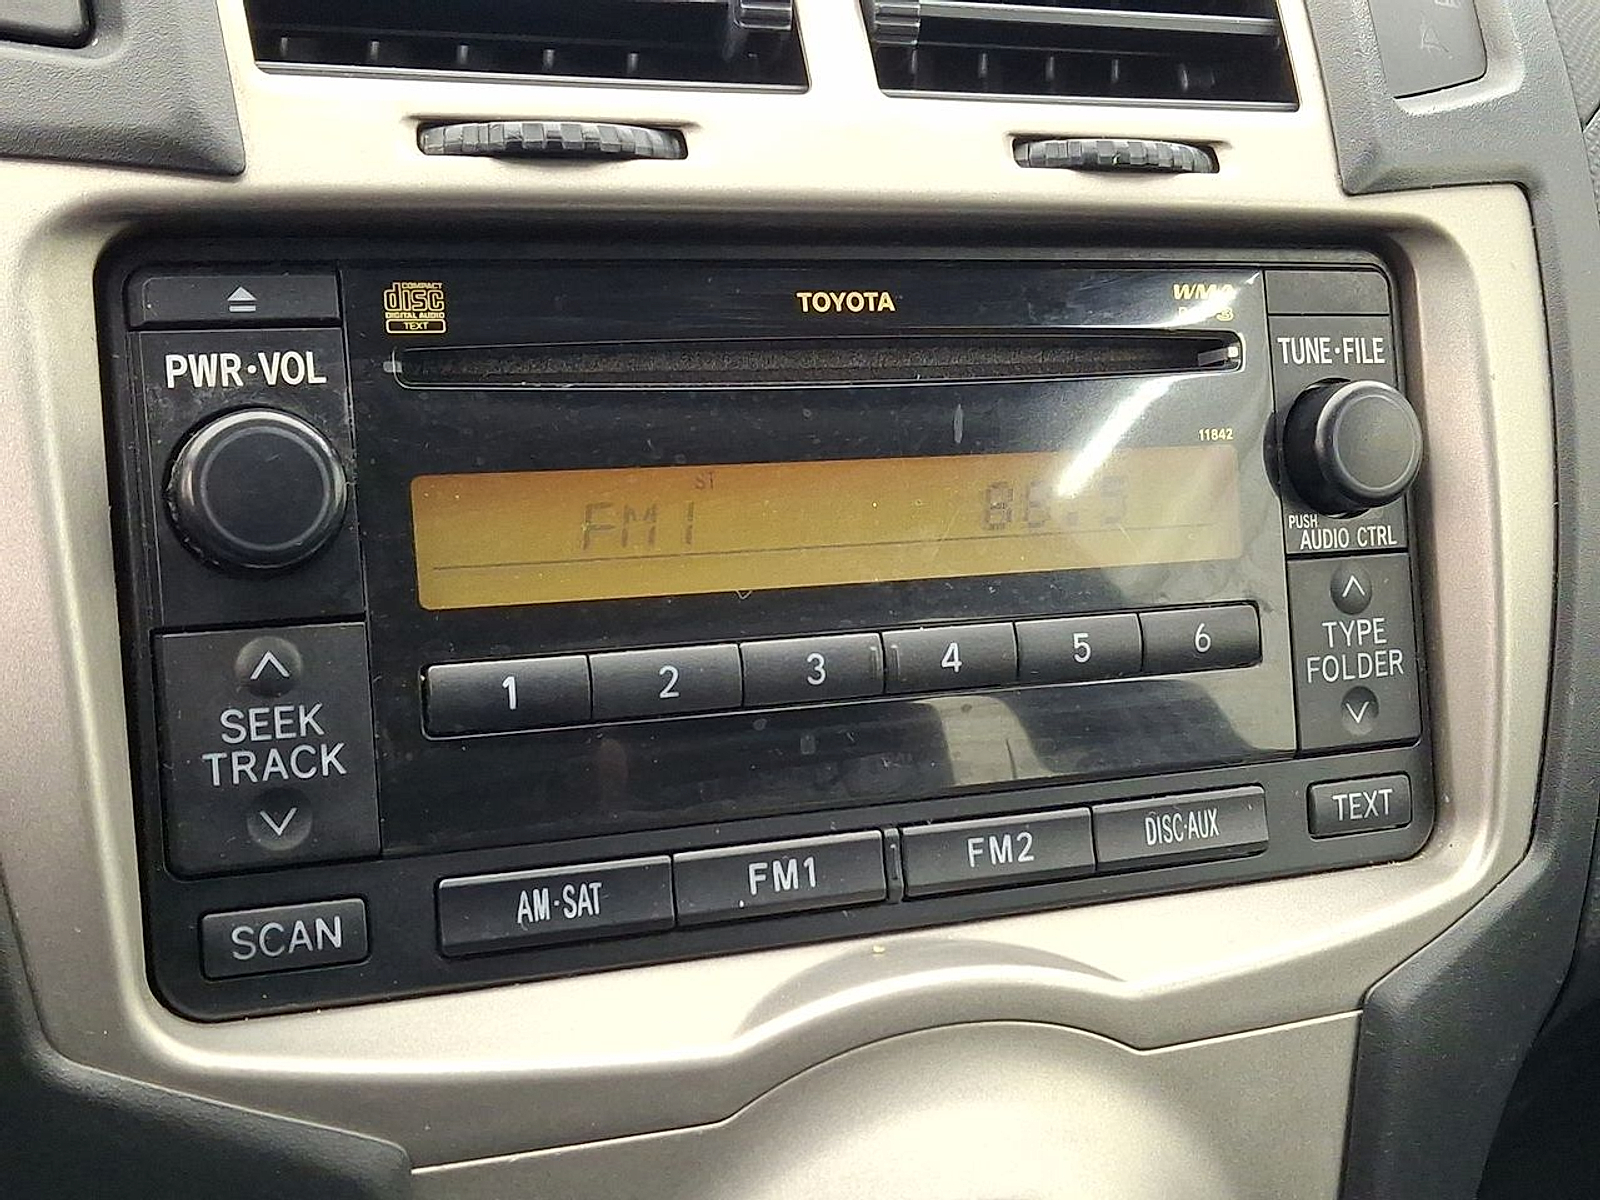 COMPACT
disc
DIGITAL AUDIO
TEXT
TOYOTA
WMA
MP3
PWR·VOL
TUNE·FILE
11842
ST
FM1
PUSH
AUDIO CTRL
1 2 3 4 5 6
SEEK
TRACK
TYPE
FOLDER
SCAN
AM·SAT
FM1
FM2
DISC·AUX
TEXT